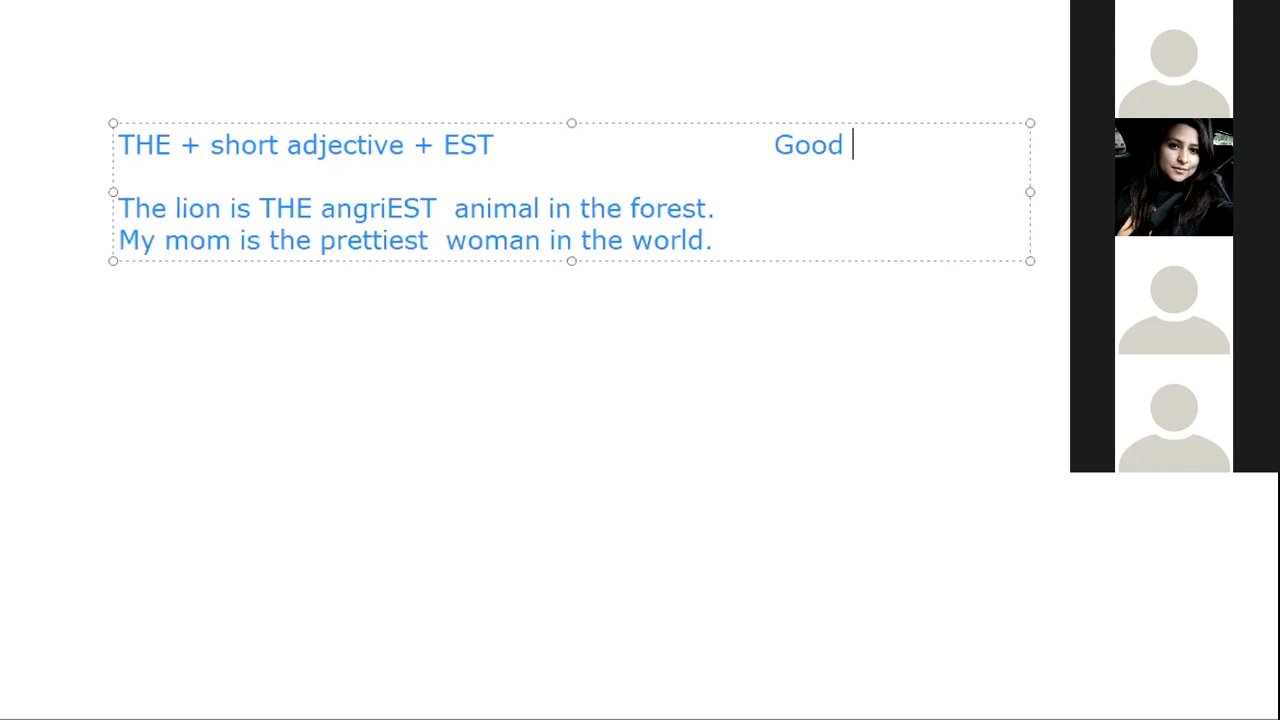 THE + short adjective + EST Good
The lion is THE angriEST animal in the forest.
My mom is the prettiest woman in the world.